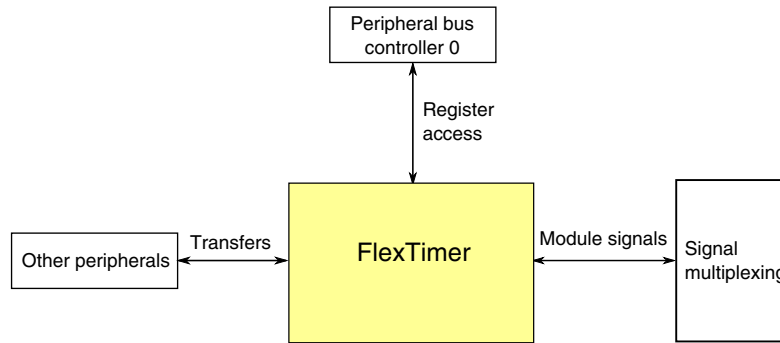 Peripheral bus
controller 0
Register
access
Other peripherals
Transfers
FlexTimer
Module signals
Signal
multiplexing